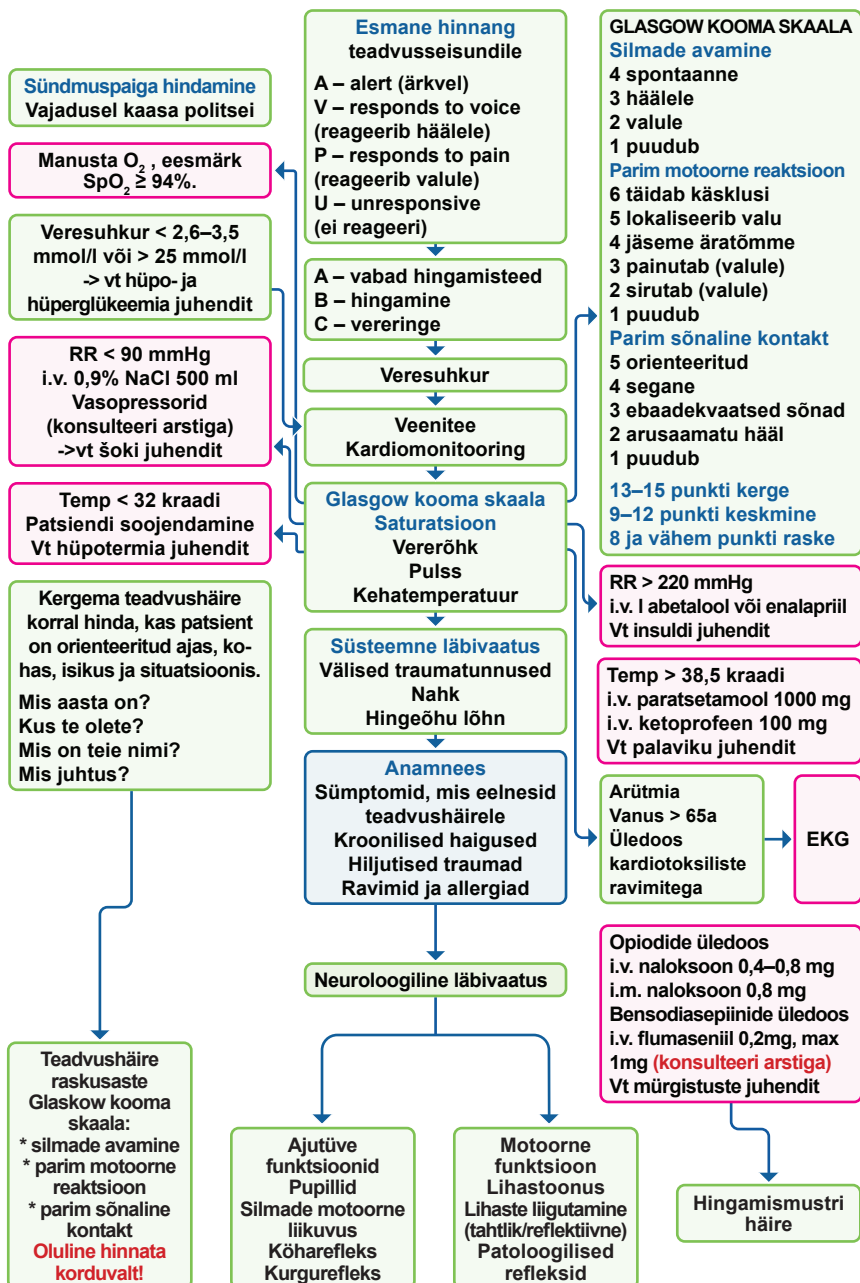 Sündmuspaiga hindamine
Vajadusel kaasa politsei
Manusta O₂ , eesmärk
SpO₂ ≥ 94%.
Veresuhkur < 2,6–3,5
mmol/l või > 25 mmol/l
-> vt hüpo- ja
hüperglükeemia juhendit
RR < 90 mmHg
i.v. 0,9% NaCl 500 ml
Vasopressorid
(konsulteeri arstiga)
->vt šoki juhendit
Temp < 32 kraadi
Patsiendi soojendamine
Vt hüpotermia juhendit
Kergema teadvushäire
korral hinda, kas patsient
on orienteeritud ajas, ko-
has, isikus ja situatsioonis.
Mis aasta on?
Kus te olete?
Mis on teie nimi?
Mis juhtus?
Teadvushäire
raskusaste
Glaskow kooma
skaala:
* silmade avamine
* parim motoorne
reaktsioon
* parim sõnaline
kontakt
Oluline hinnata
korduvalt!
Esmane hinnang
teadvusseisundile
A – alert (ärkvel)
V – responds to voice
(reageerib häälele)
P – responds to pain
(reageerib valule)
U – unresponsive
(ei reageeri)
A – vabad hingamisteed
B – hingamine
C – vereringe
Veresuhkur
Veenitee
Kardiomonitooring
Glasgow kooma skaala
Saturatsioon
Vererõhk
Pulss
Kehatemperatuur
Süsteemne läbivaatus
Välised traumatunnused
Nahk
Hingeõhu lõhn
Anamnees
Sümptomid, mis eelnesid
teadvushäirele
Kroonilised haigused
Hiljutised traumad
Ravimid ja allergiad
Neuroloogiline läbivaatus
Ajutüve
funktsioonid
Pupillid
Silmade motoorne
liikuvus
Köharefleks
Kurgurefleks
Motoorne
funktsioon
Lihastoonus
Lihaste liigutamine
(tahtlik/reflektiivne)
Patoloogilised
refleksid
GLASGOW KOOMA SKAALA
Silmade avamine
4 spontaanne
3 häälele
2 valule
1 puudub
Parim motoorne reaktsioon
6 täidab käsklusi
5 lokaliseerib valu
4 jäseme äratõmme
3 painutab (valule)
2 sirutab (valule)
1 puudub
Parim sõnaline kontakt
5 orienteeritud
4 segane
3 ebaadekvaatsed sõnad
2 arusaamatu hääl
1 puudub
13–15 punkti kerge
9–12 punkti keskmine
8 ja vähem punkti raske
RR > 220 mmHg
i.v. l abetalool või enalapriil
Vt insuldi juhendit
Temp > 38,5 kraadi
i.v. paratsetamool 1000 mg
i.v. ketoprofeen 100 mg
Vt palaviku juhendit
Arütmia
Vanus > 65a
Üledoos
kardiotoksiliste
ravimitega
EKG
Opiodide üledoos
i.v. naloksoon 0,4–0,8 mg
i.m. naloksoon 0,8 mg
Bensodiasepiinide üledoos
i.v. flumaseniil 0,2mg, max
1mg (konsulteeri arstiga)
Vt mürgistuste juhendit
Hingamismustri
häire